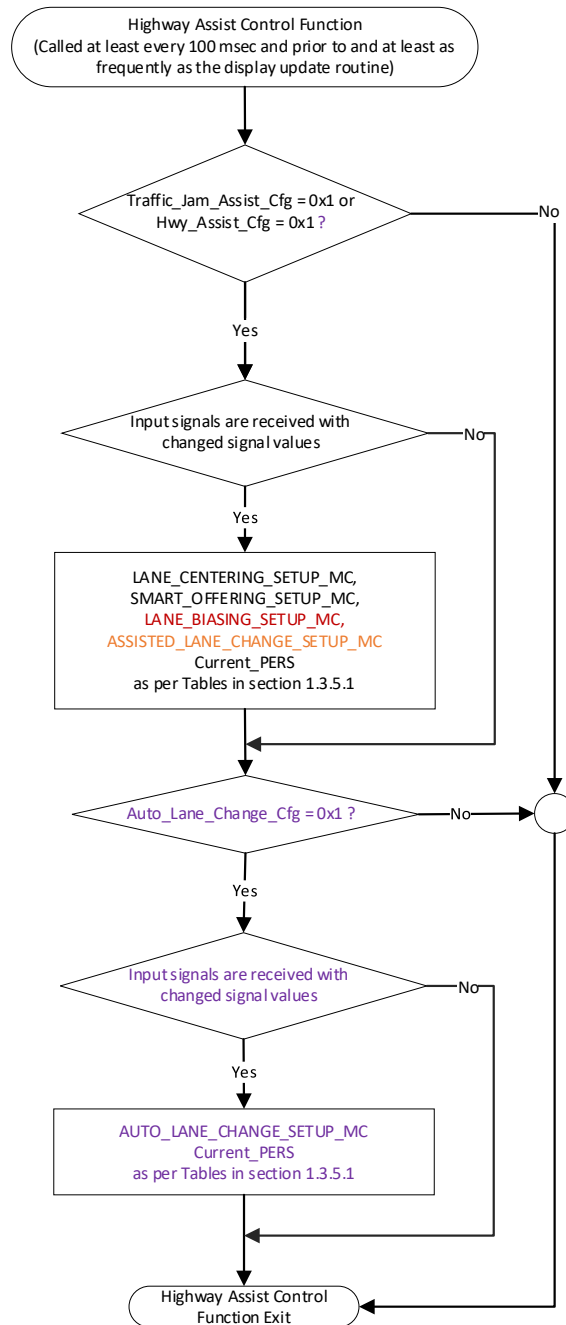 Highway Assist Control Function
(Called at least every 100 msec and prior to and at least as
frequently as the display update routine)
Traffic_Jam_Assist_Cfg = 0x1 or
Hwy_Assist_Cfg = 0x1 ?
No
Yes
Input signals are received with
changed signal values
No
Yes
LANE_CENTERING_SETUP_MC,
SMART_OFFERING_SETUP_MC,
LANE_BIASING_SETUP_MC,
ASSISTED_LANE_CHANGE_SETUP_MC
Current_PERS
as per Tables in section 1.3.5.1
Auto_Lane_Change_Cfg = 0x1 ?
No
Yes
Input signals are received with
changed signal values
No
Yes
AUTO_LANE_CHANGE_SETUP_MC
Current_PERS
as per Tables in section 1.3.5.1
Highway Assist Control
Function Exit